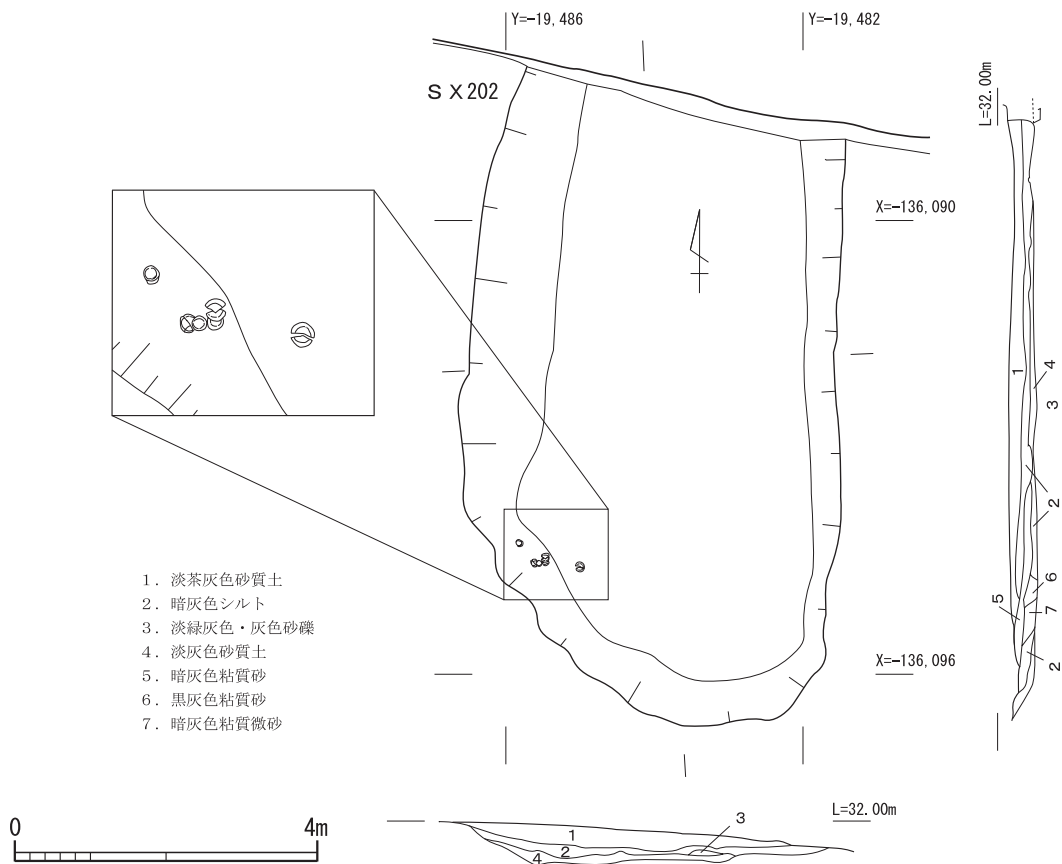 Y=-19,486
Y=-19,482
SX202
L=32.00m
X=-136,090
1
4
3
2
6
5
7
2
X=-136,096
1. 淡茶灰色砂質土
2. 暗灰色シルト
3. 淡緑灰色・灰色砂礫
4. 淡灰色砂質土
5. 暗灰色粘質砂
6. 黒灰色粘質砂
7. 暗灰色粘質微砂
0
4m
L=32.00m
3
1
2
4